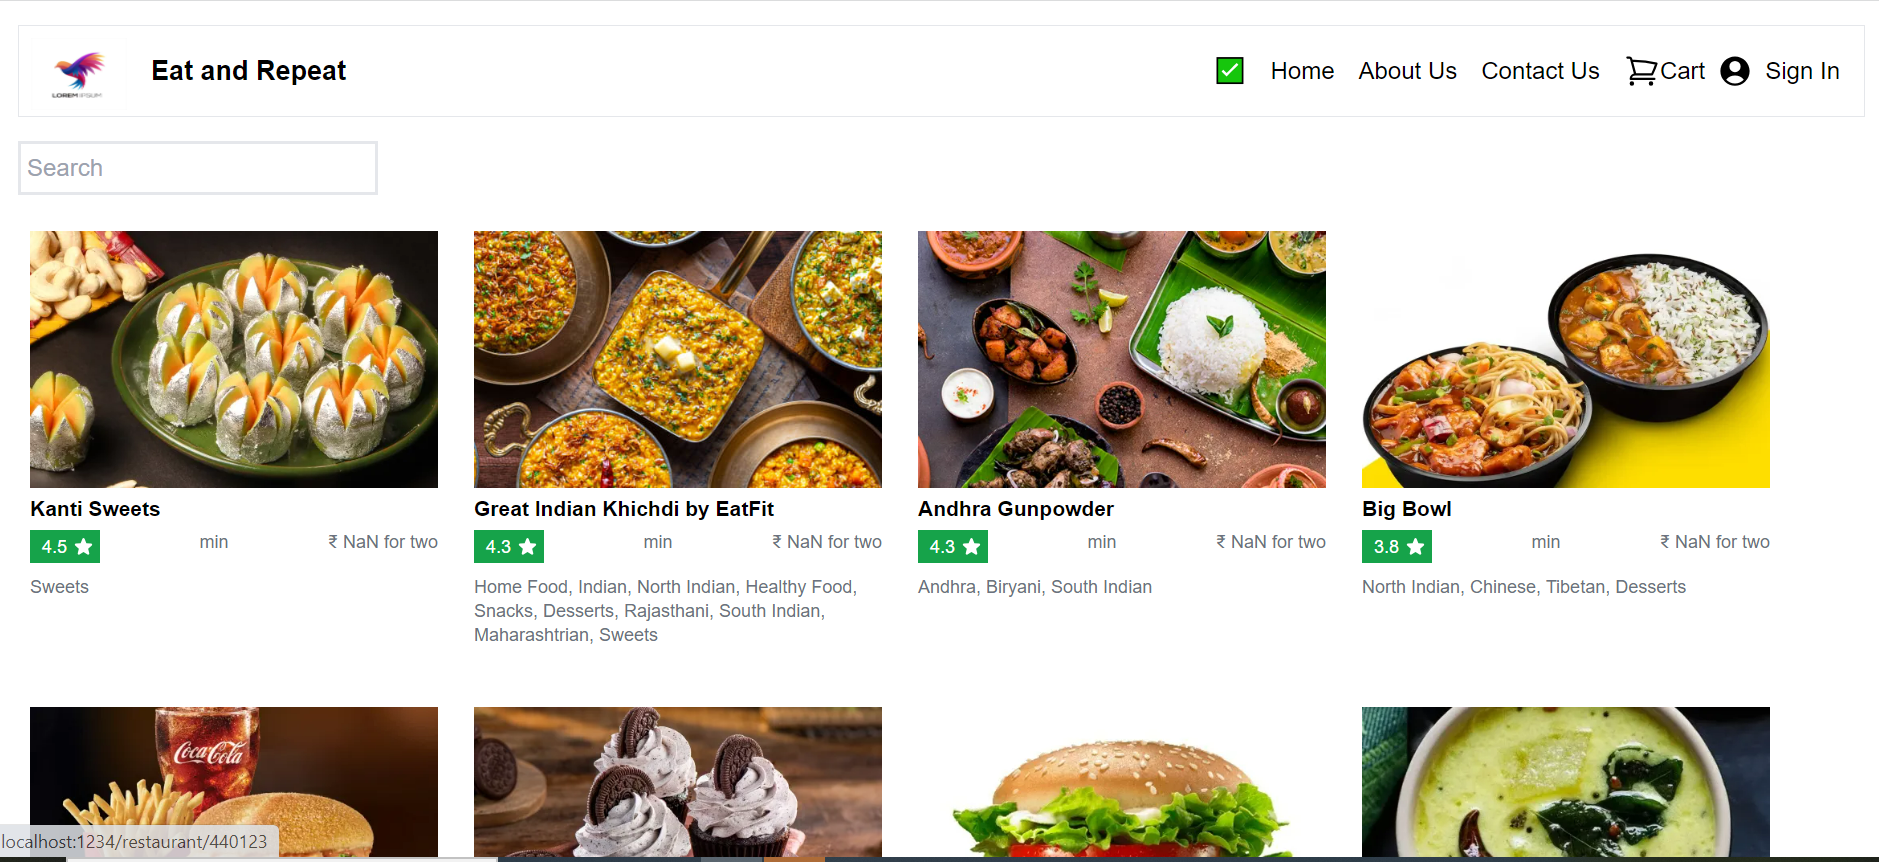 LOREM IPSUM
Eat and Repeat
Home
About Us
Contact Us
Cart
Sign In
Search
Kanti Sweets
4.5
min
₹ NaN for two
Sweets
Great Indian Khichdi by EatFit
4.3
min
₹ NaN for two
Home Food, Indian, North Indian, Healthy Food,
Snacks, Desserts, Rajasthani, South Indian,
Maharashtrian, Sweets
Andhra Gunpowder
4.3
min
₹ NaN for two
Andhra, Biryani, South Indian
Big Bowl
3.8
min
₹ NaN for two
North Indian, Chinese, Tibetan, Desserts
Coca-Cola
localhost:1234/restaurant/440123